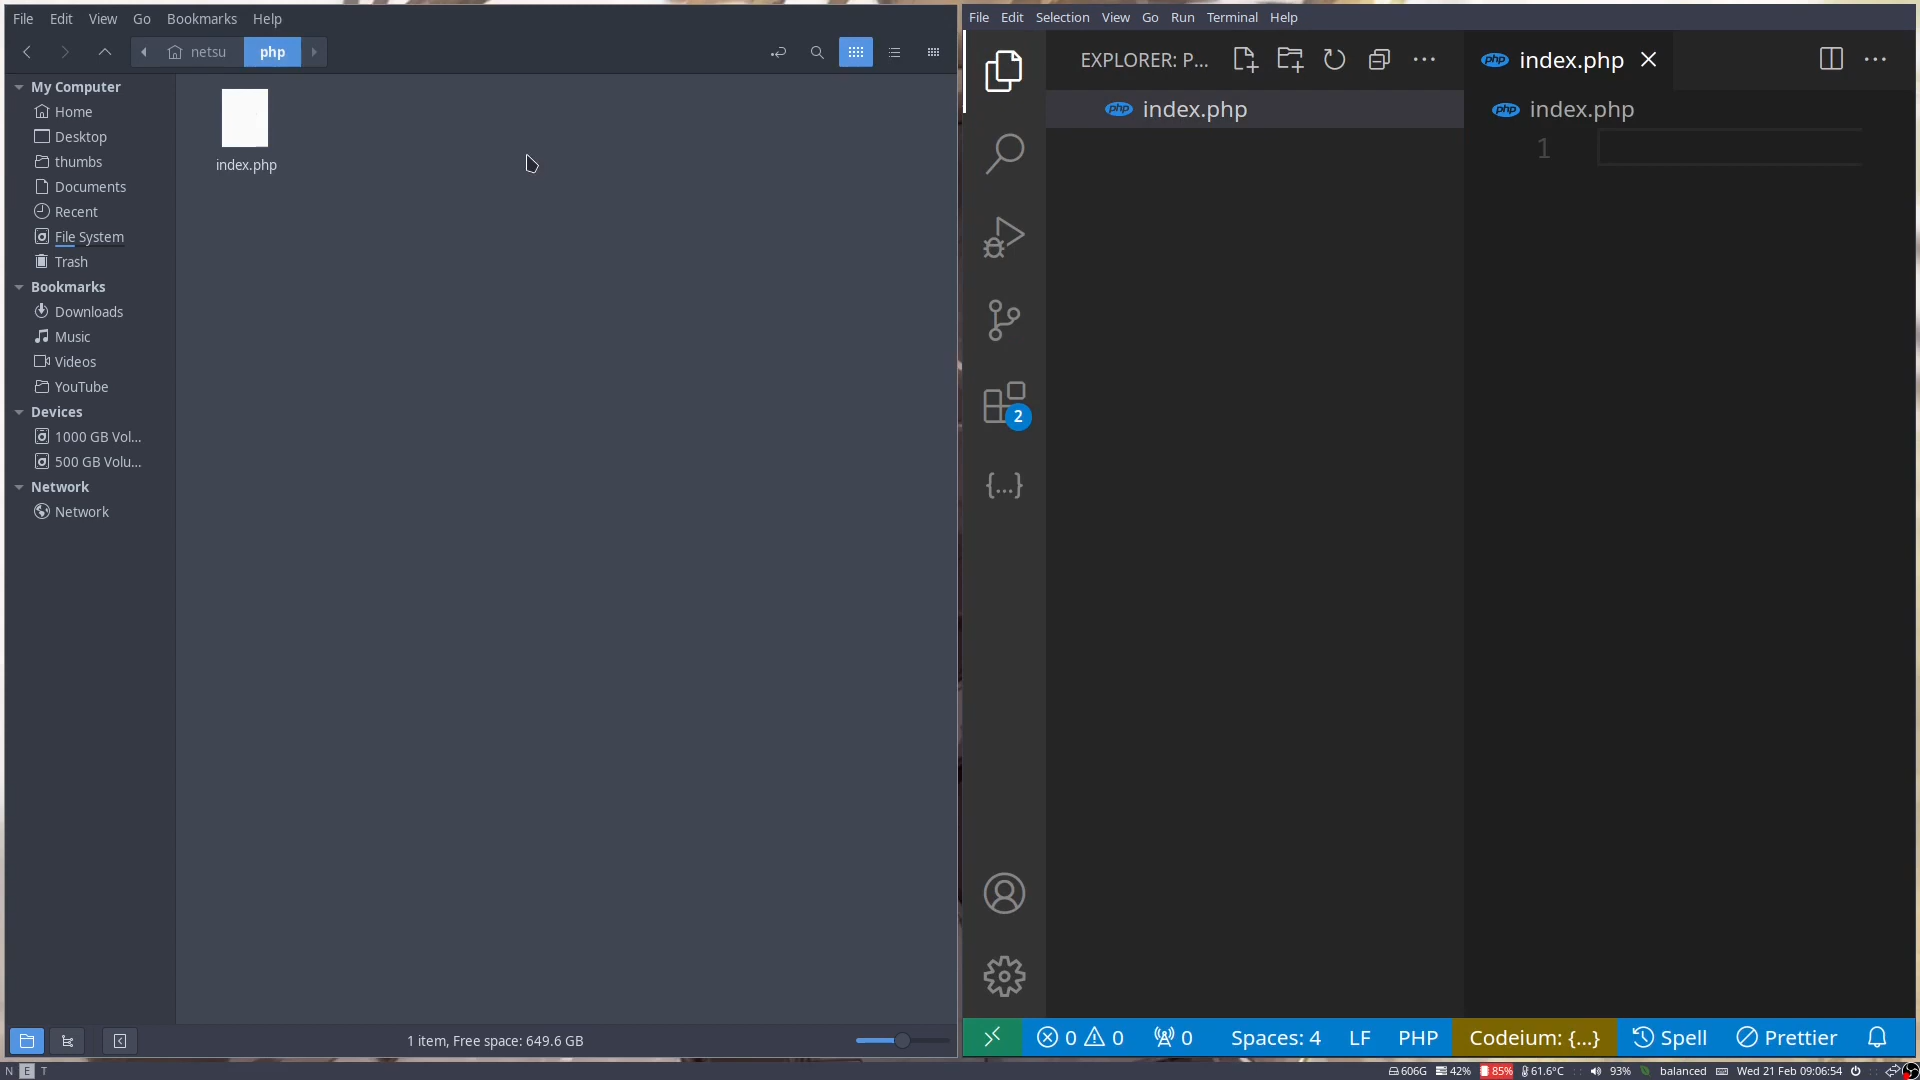 File Edit View Go Bookmarks Help
netsu php
My Computer
Home
Desktop
thumbs
Documents
Recent
File System
Trash
Bookmarks
Downloads
Music
Videos
YouTube
Devices
1000 GB Vol...
500 GB Volu...
Network
Network
index.php
1 item, Free space: 649.6 GB
File Edit Selection View Go Run Terminal Help
EXPLORER: P...
php index.php
2
{...}
php index.php
php index.php
1
0 0 0 Spaces: 4 LF PHP Codeium: {...} Spell Prettier
N E T 606G 42% 85% 61.6°C 93% balanced Wed 21 Feb 09:06:54